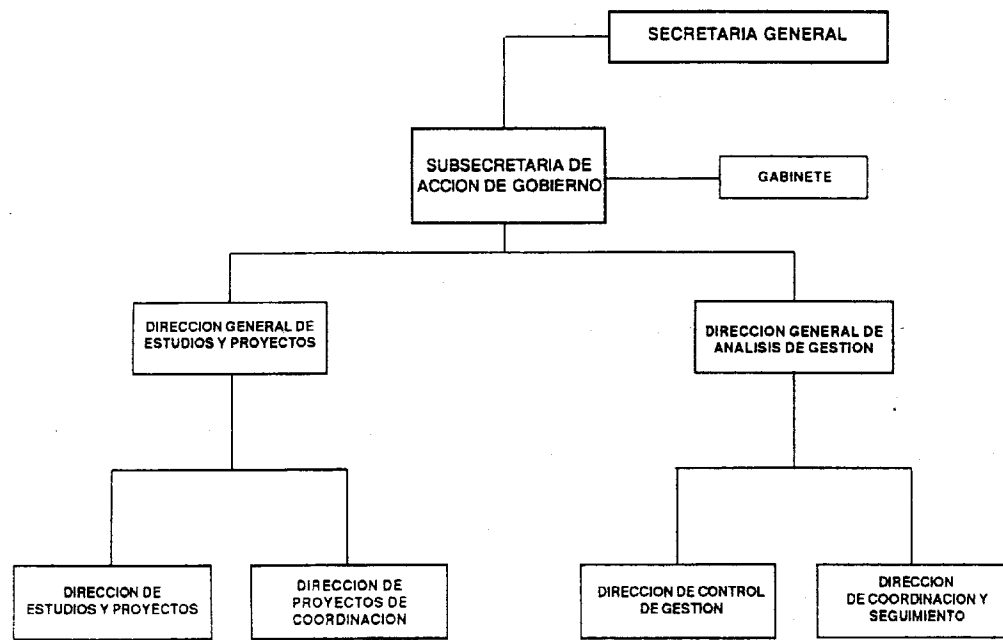 SECRETARIA GENERAL
SUBSECRETARIA DE
ACCION DE GOBIERNO
GABINETE
DIRECCION GENERAL DE
ESTUDIOS Y PROYECTOS
DIRECCION GENERAL DE
ANALISIS DE GESTION
DIRECCION DE
ESTUDIOS Y PROYECTOS
DIRECCION DE
PROYECTOS DE
COORDINACION
DIRECCION DE CONTROL
DE GESTION
DIRECCION
DE COORDINACION Y
SEGUIMIENTO